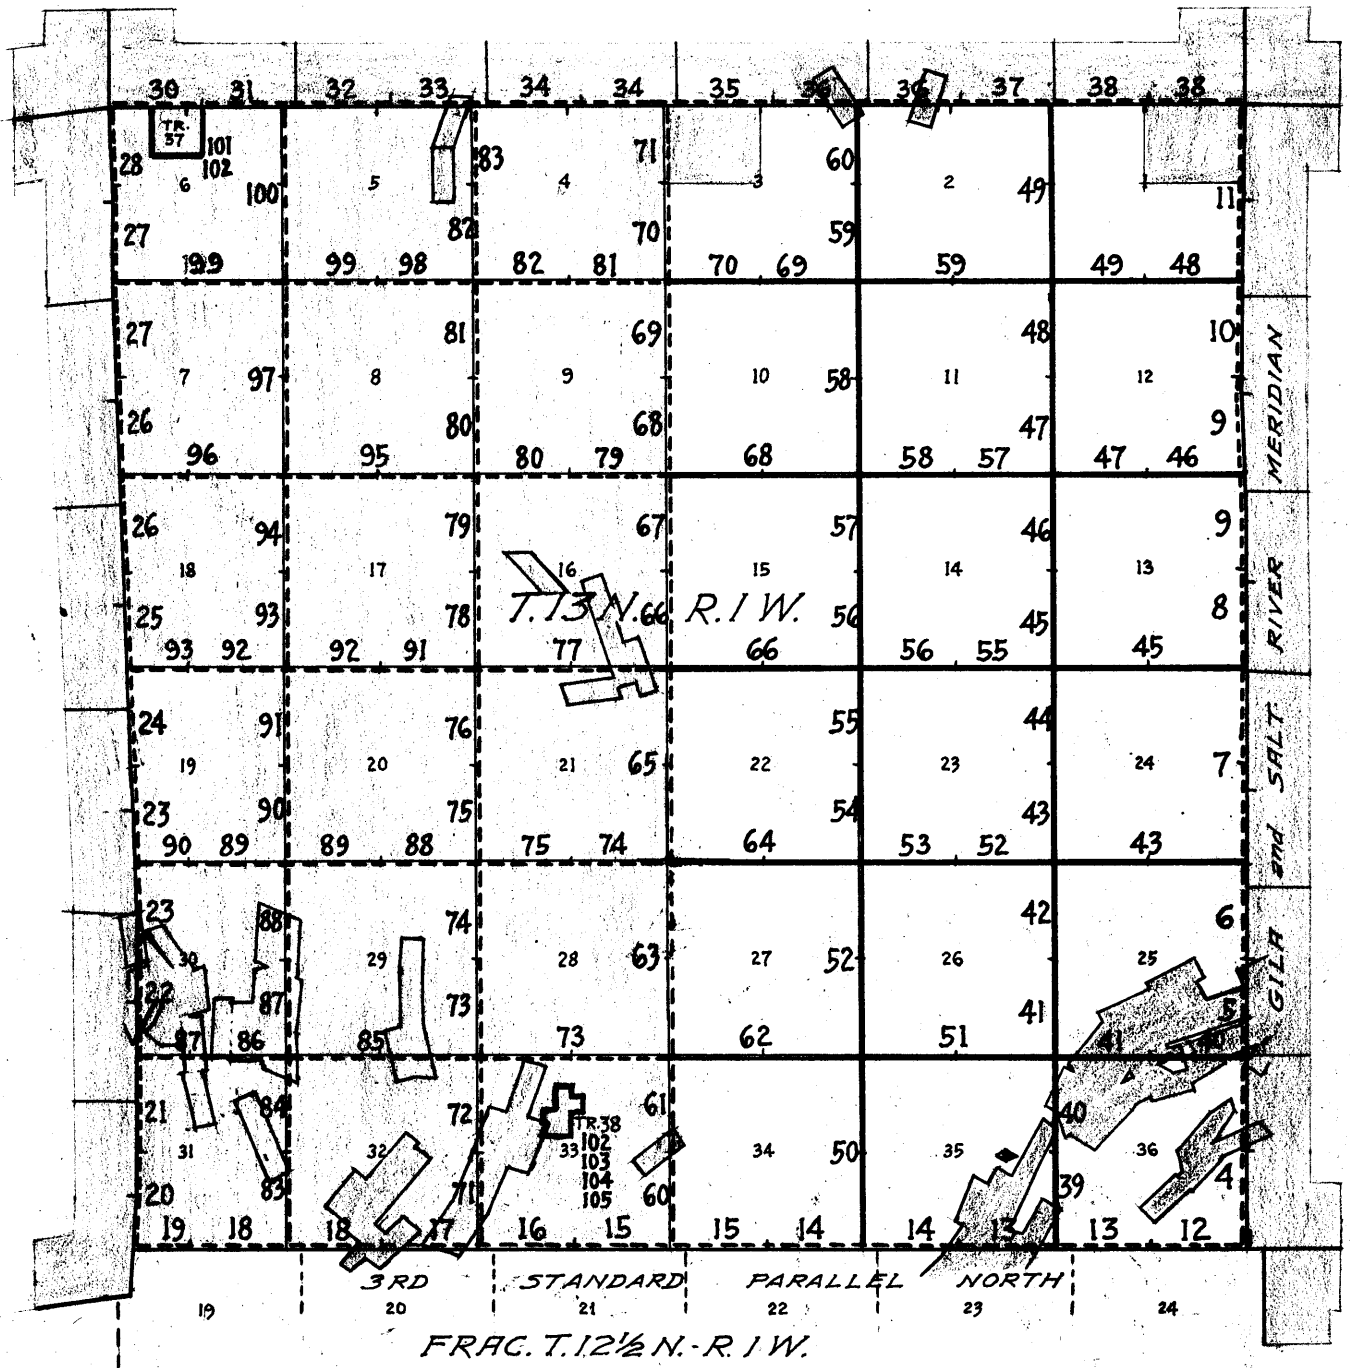 30 31 32 33 34 34 35 36 36 37 38 38
TR.
37
101
102
28 6 100 5 83 4 71 3 60 2 49 1 11
27 82 70 59
99 99 98 82 81 70 69 59 49 48
27 81 69 48 10
7 97 8 9 10 58 11 12
26 80 68 47 9
96 95 80 79 68 58 57 47 46
26 94 79 67 57 46 9
18 17 16 15 14 13
25 93 78 66 56 45 8
T.13N. R.1W.
93 92 92 91 77 66 56 55 45
24 91 76 55 44
19 20 21 65 22 23 24 7
23 90 75 54 43
90 89 89 88 75 74 64 53 52 43
23 88 74 42 6
30 29 28 63 27 52 26 25
22 87 73 41 5
87 86 85 73 62 51 41 40
21 84 72 61 40
TR.38
31 32 33 34 50 35 36
102
103
104
105
20 83 71 60 39 4
19 18 18 17 16 15 15 14 14 13 13 12
3RD STANDARD PARALLEL NORTH
19 20 21 22 23 24
FRAC. T.12½N.-R.1W.
GILA and SALT RIVER MERIDIAN